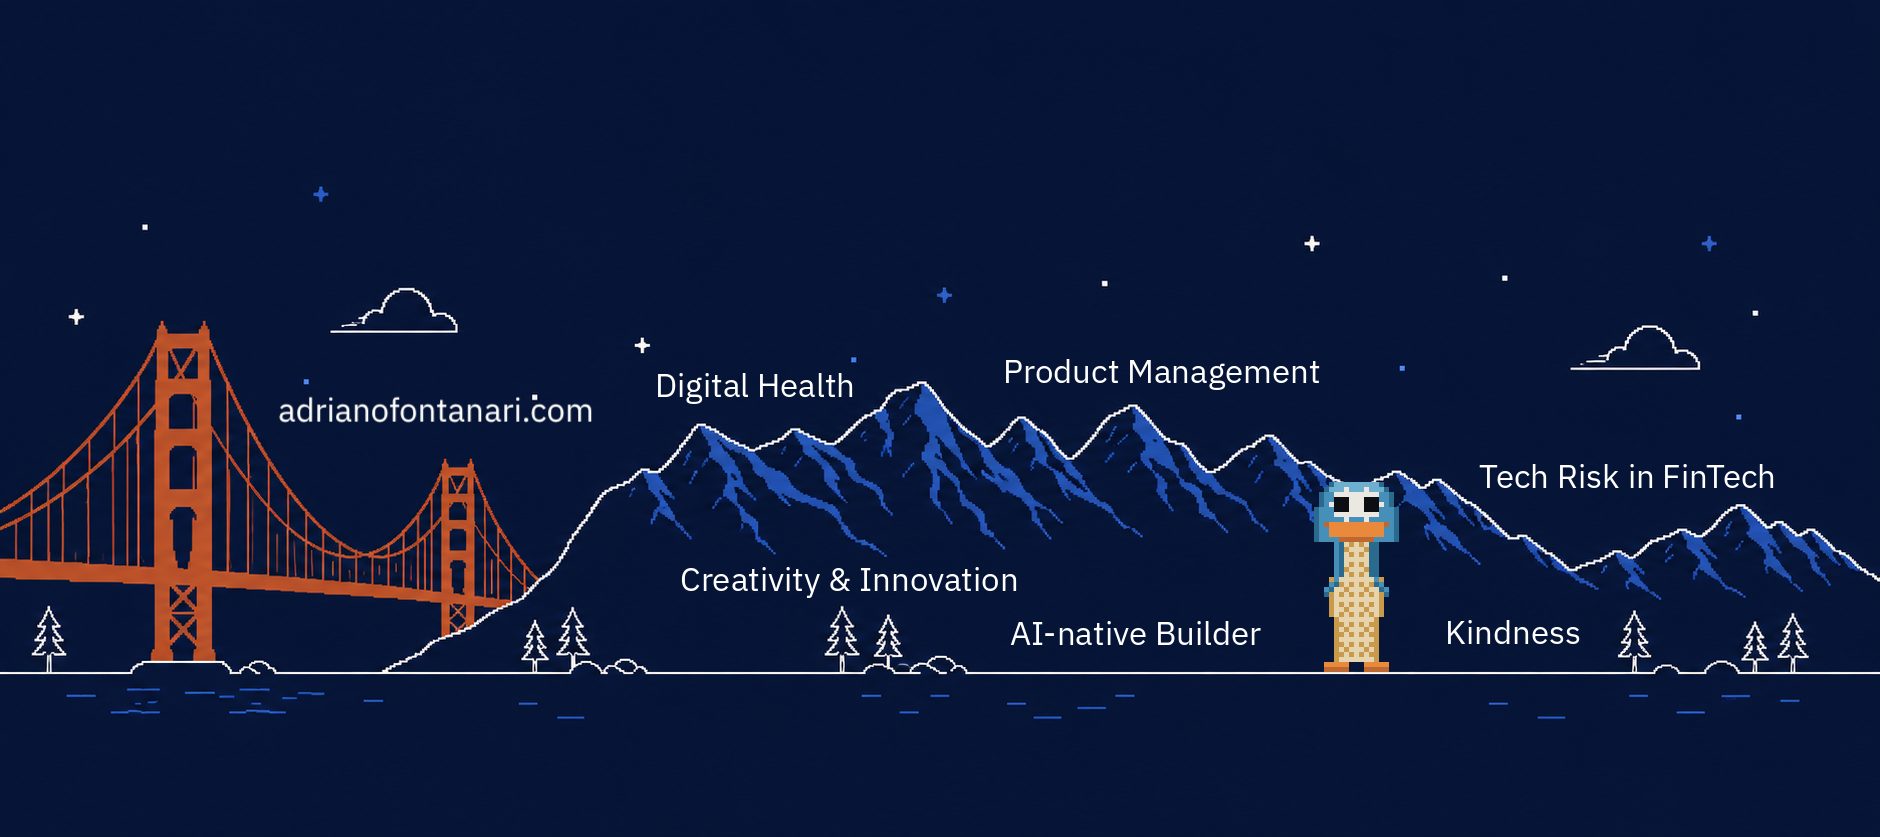 adrianofontanari.com
Digital Health
Product Management
Tech Risk in FinTech
Creativity & Innovation
AI-native Builder
Kindness